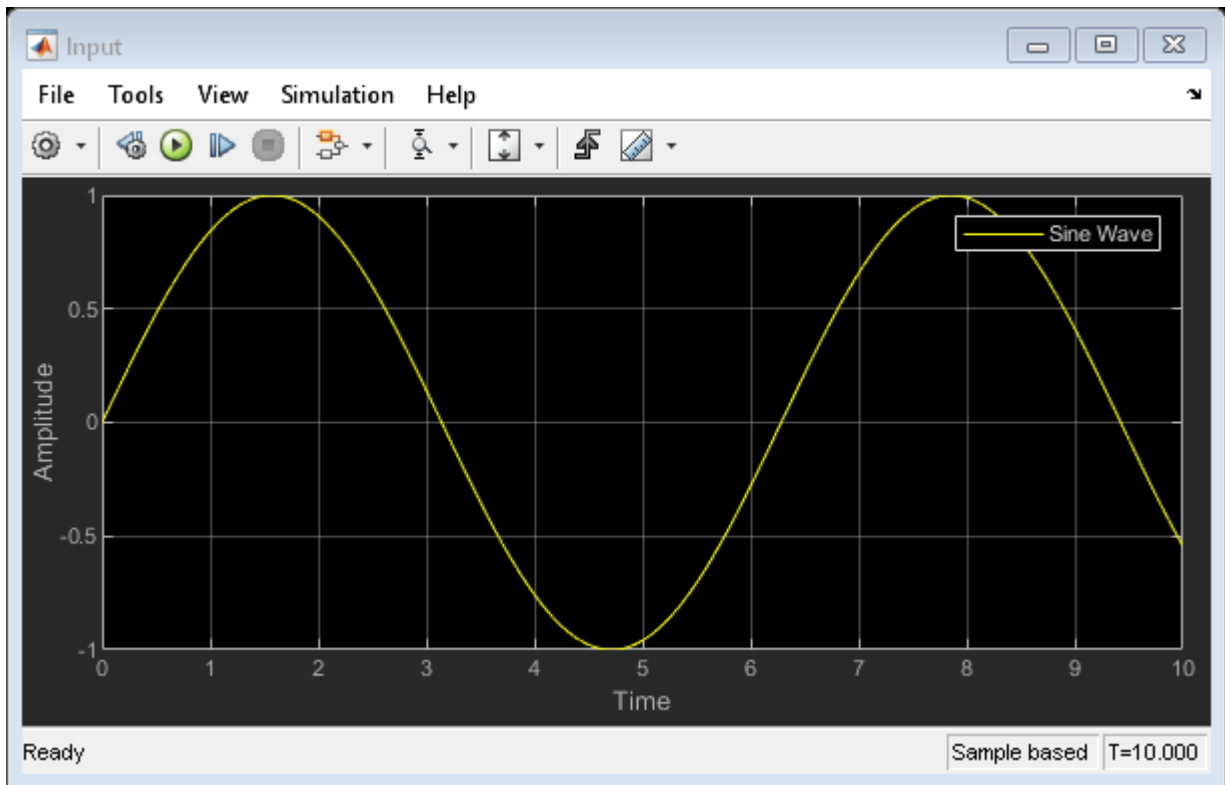 Input
File Tools View Simulation Help
1
0.5
0
-0.5
-1
Amplitude
Sine Wave
0 1 2 3 4 5 6 7 8 9 10
Time
Ready Sample based T=10.000